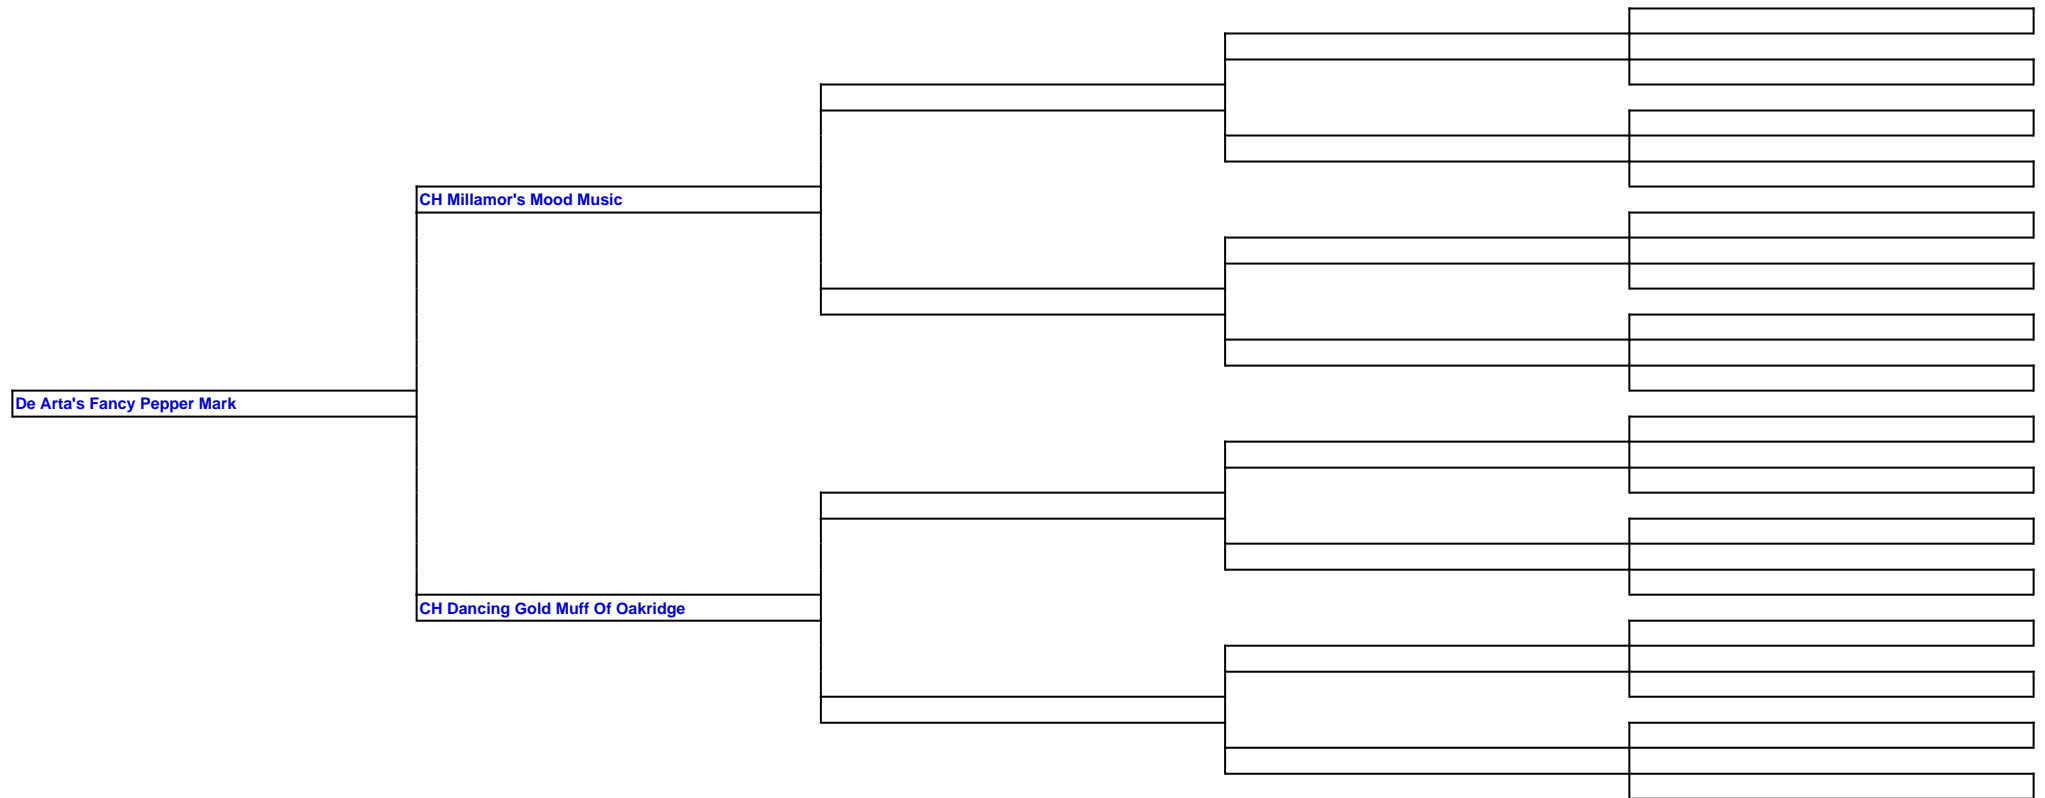 CH Millamor's Mood Music
De Arta's Fancy Pepper Mark
CH Dancing Gold Muff Of Oakridge